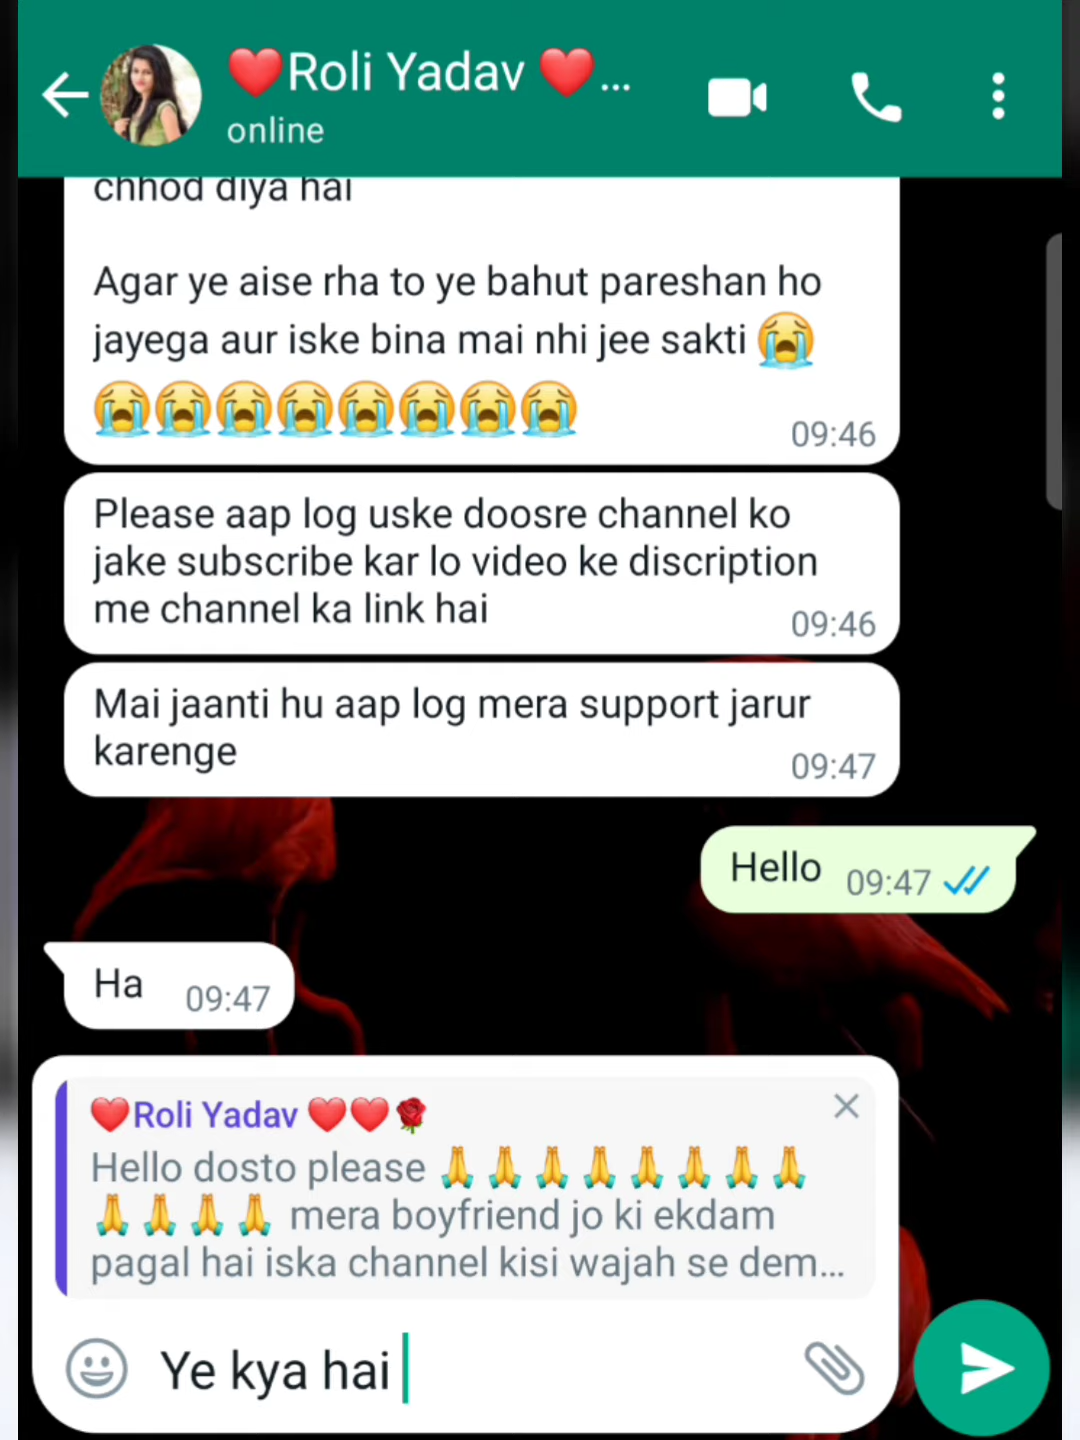 ❤️Roli Yadav ❤️...
online
chhod diya hai
Agar ye aise rha to ye bahut pareshan ho
jayega aur iske bina mai nhi jee sakti 😭
😭😭😭😭😭😭😭😭
09:46
Please aap log uske doosre channel ko
jake subscribe kar lo video ke discription
me channel ka link hai
09:46
Mai jaanti hu aap log mera support jarur
karenge
09:47
Hello 09:47
Ha 09:47
❤️Roli Yadav ❤️❤️🌹
Hello dosto please 🙏🙏🙏🙏🙏🙏🙏🙏
🙏🙏🙏🙏 mera boyfriend jo ki ekdam
pagal hai iska channel kisi wajah se dem...
Ye kya hai